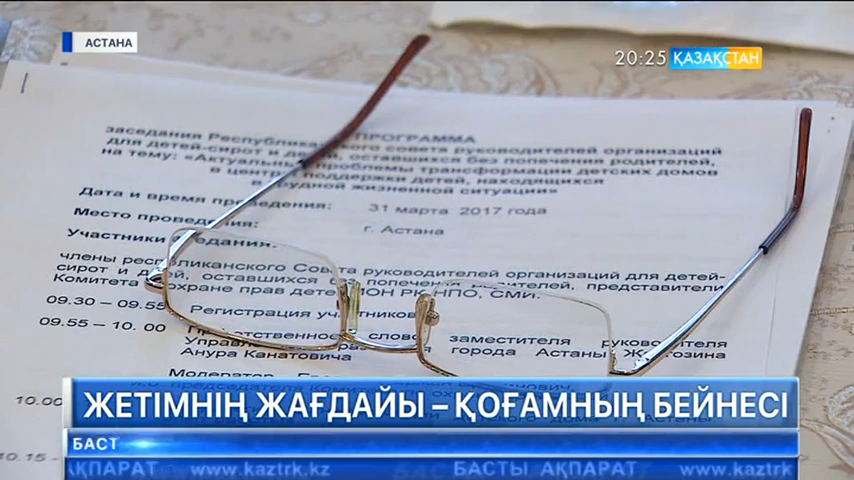 АСТАНА
20:25 ҚАЗАҚСТАН
ПРОГРАММА
заседания Республиканского совета руководителей организаций
для детей-сирот и детей, оставшихся без попечения родителей,
на тему: «Актуальные проблемы трансформации детских домов
в центры поддержки детей, находящихся
в трудной жизненной ситуации»
Дата и время проведения: 31 марта 2017 года
Место проведения: г. Астана
Участники заседания:
члены республиканского Совета руководителей организаций для детей-
сирот и детей, оставшихся без попечения родителей, представители
Комитета охране прав детей МОН РК, НПО, СМИ.
09.30 – 09.55 Регистрация участников
09.55 – 10. 00 Приветственное слово заместителя руководителя
города Астаны
Анура Канатовича
Модератор
10.00
10.15
ЖЕТІМНІҢ ЖАҒДАЙЫ – ҚОҒАМНЫҢ БЕЙНЕСІ
БАСТ
АҚПАРАТ www.kaztrk.kz БАСТЫ АҚПАРАТ www.kaztrk